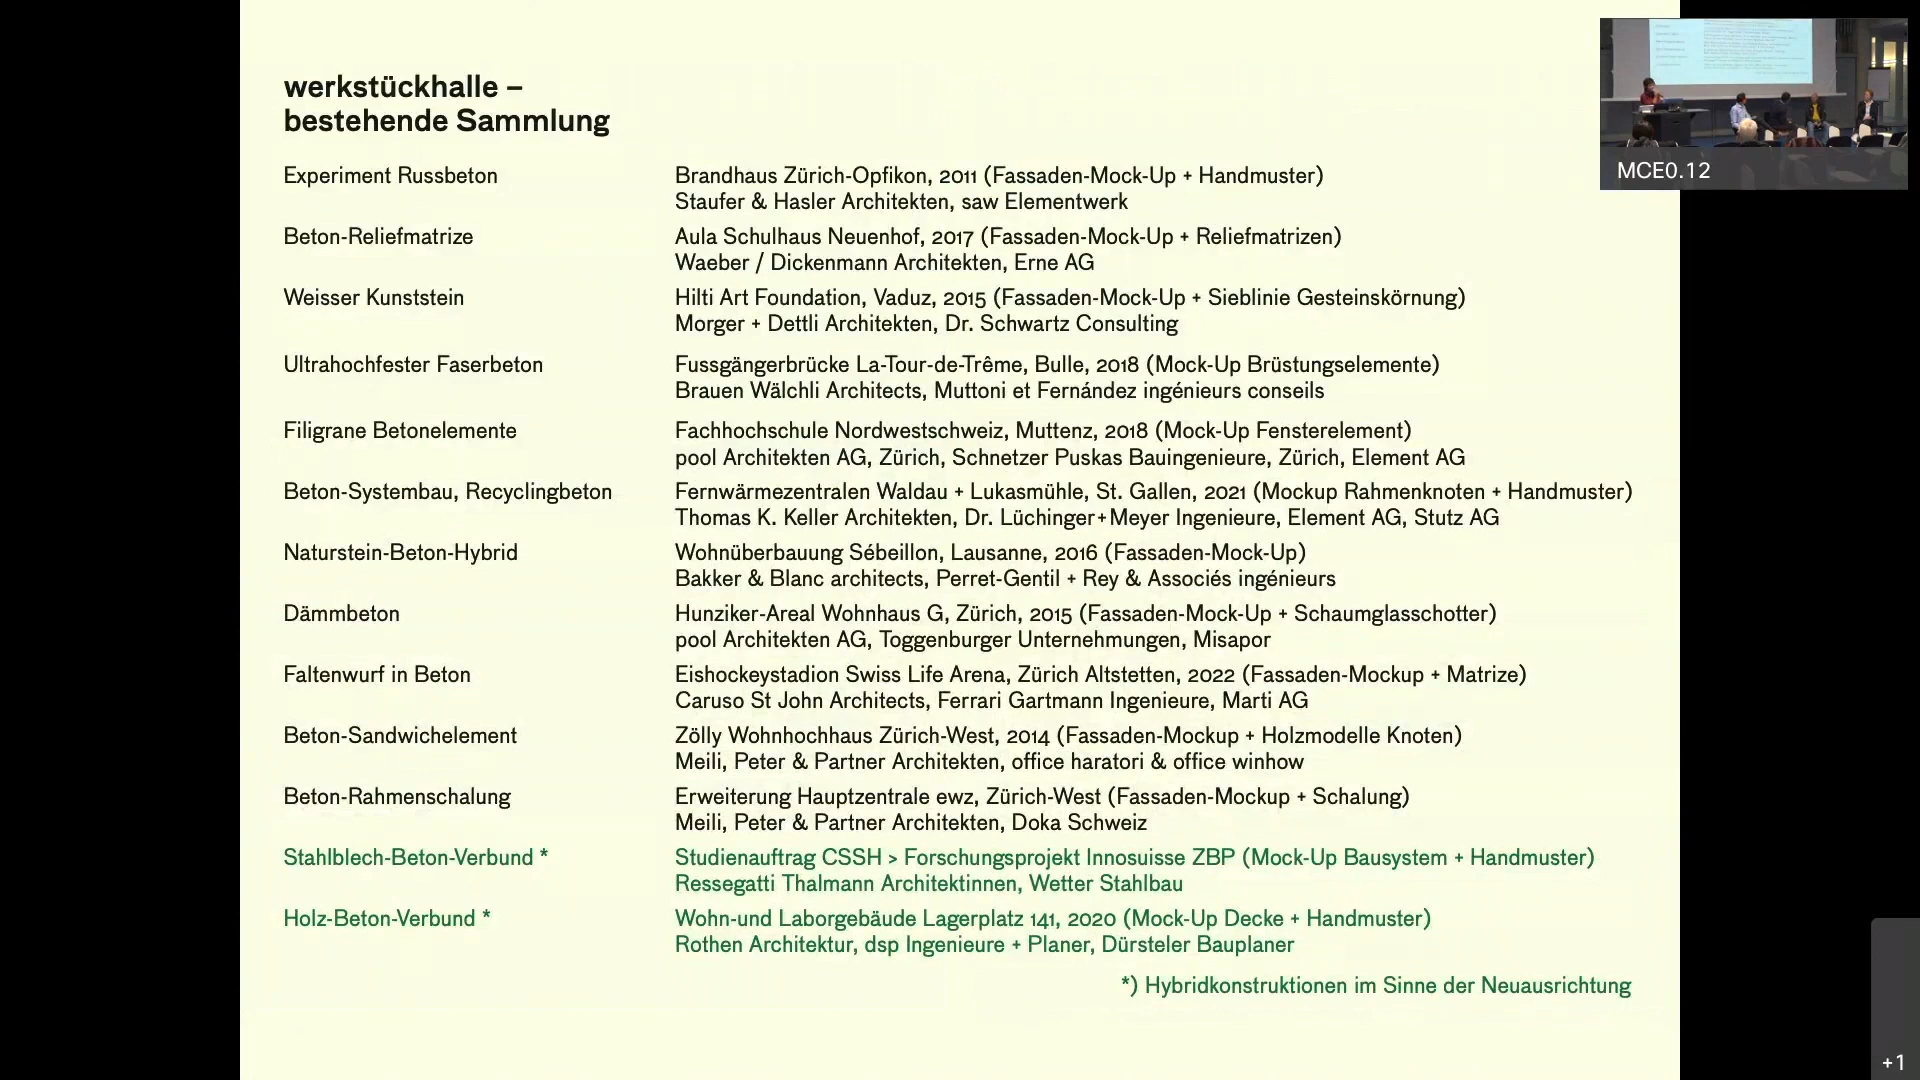 werkstückhalle –
bestehende Sammlung
Experiment Russbeton
Brandhaus Zürich-Opfikon, 2011 (Fassaden-Mock-Up + Handmuster)
Staufer & Hasler Architekten, saw Elementwerk
Beton-Reliefmatrize
Aula Schulhaus Neuenhof, 2017 (Fassaden-Mock-Up + Reliefmatrizen)
Waeber / Dickenmann Architekten, Erne AG
Weisser Kunststein
Hilti Art Foundation, Vaduz, 2015 (Fassaden-Mock-Up + Sieblinie Gesteinskörnung)
Morger + Dettli Architekten, Dr. Schwartz Consulting
Ultrahochfester Faserbeton
Fussgängerbrücke La-Tour-de-Trême, Bulle, 2018 (Mock-Up Brüstungselemente)
Brauen Wälchli Architects, Muttoni et Fernández ingénieurs conseils
Filigrane Betonelemente
Fachhochschule Nordwestschweiz, Muttenz, 2018 (Mock-Up Fensterelement)
pool Architekten AG, Zürich, Schnetzer Puskas Bauingenieure, Zürich, Element AG
Beton-Systembau, Recyclingbeton
Fernwärmezentralen Waldau + Lukasmühle, St. Gallen, 2021 (Mockup Rahmenknoten + Handmuster)
Thomas K. Keller Architekten, Dr. Lüchinger+Meyer Ingenieure, Element AG, Stutz AG
Naturstein-Beton-Hybrid
Wohnüberbauung Sébeillon, Lausanne, 2016 (Fassaden-Mock-Up)
Bakker & Blanc architects, Perret-Gentil + Rey & Associés ingénieurs
Dämmbeton
Hunziker-Areal Wohnhaus G, Zürich, 2015 (Fassaden-Mock-Up + Schaumglasschotter)
pool Architekten AG, Toggenburger Unternehmungen, Misapor
Faltenwurf in Beton
Eishockeystadion Swiss Life Arena, Zürich Altstetten, 2022 (Fassaden-Mockup + Matrize)
Caruso St John Architects, Ferrari Gartmann Ingenieure, Marti AG
Beton-Sandwichelement
Zölly Wohnhochhaus Zürich-West, 2014 (Fassaden-Mockup + Holzmodelle Knoten)
Meili, Peter & Partner Architekten, office haratori & office winhow
Beton-Rahmenschalung
Erweiterung Hauptzentrale ewz, Zürich-West (Fassaden-Mockup + Schalung)
Meili, Peter & Partner Architekten, Doka Schweiz
Stahlblech-Beton-Verbund *
Studienauftrag CSSH > Forschungsprojekt Innosuisse ZBP (Mock-Up Bausystem + Handmuster)
Ressegatti Thalmann Architektinnen, Wetter Stahlbau
Holz-Beton-Verbund *
Wohn-und Laborgebäude Lagerplatz 141, 2020 (Mock-Up Decke + Handmuster)
Rothen Architektur, dsp Ingenieure + Planer, Dürsteler Bauplaner
*) Hybridkonstruktionen im Sinne der Neuausrichtung
MCE0.12
+1